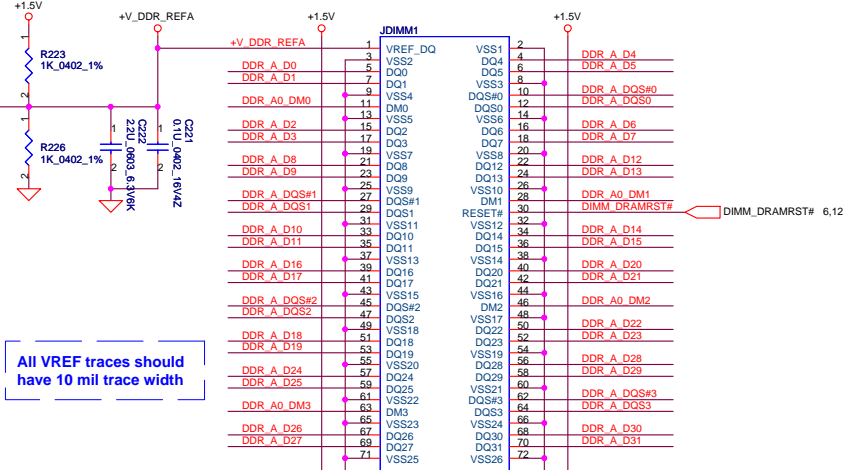 +1.5V
+V_DDR_REFA
+1.5V
+1.5V
JDIMM1
+V_DDR_REFA
1
R223
1K_0402_1%
2
1
R226
1K_0402_1%
2
1
2
C222
2.2U_0603_6.3V6K
1
2
C221
0.1U_0402_16V4Z
1 VREF_DQ VSS1 2
3 VSS2 DQ4 4 DDR_A_D4
DDR_A_D0 5 DQ0 DQ5 6 DDR_A_D5
DDR_A_D1 7 DQ1 VSS3 8
9 VSS4 DQS#0 10 DDR_A_DQS#0
DDR_A0_DM0 11 DM0 DQS0 12 DDR_A_DQS0
13 VSS5 VSS6 14
DDR_A_D2 15 DQ2 DQ6 16 DDR_A_D6
DDR_A_D3 17 DQ3 DQ7 18 DDR_A_D7
19 VSS7 VSS8 20
DDR_A_D8 21 DQ8 DQ12 22 DDR_A_D12
DDR_A_D9 23 DQ9 DQ13 24 DDR_A_D13
25 VSS9 VSS10 26
DDR_A_DQS#1 27 DQS#1 DM1 28 DDR_A0_DM1
DDR_A_DQS1 29 DQS1 RESET# 30 DIMM_DRAMRST# DIMM_DRAMRST# 6,12
31 VSS11 VSS12 32
DDR_A_D10 33 DQ10 DQ14 34 DDR_A_D14
DDR_A_D11 35 DQ11 DQ15 36 DDR_A_D15
37 VSS13 VSS14 38
DDR_A_D16 39 DQ16 DQ20 40 DDR_A_D20
DDR_A_D17 41 DQ17 DQ21 42 DDR_A_D21
43 VSS15 VSS16 44
DDR_A_DQS#2 45 DQS#2 DM2 46 DDR_A0_DM2
DDR_A_DQS2 47 DQS2 VSS17 48
49 VSS18 DQ22 50 DDR_A_D22
DDR_A_D18 51 DQ18 DQ23 52 DDR_A_D23
DDR_A_D19 53 DQ19 VSS19 54
55 VSS20 DQ28 56 DDR_A_D28
DDR_A_D24 57 DQ24 DQ29 58 DDR_A_D29
DDR_A_D25 59 DQ25 VSS21 60
61 VSS22 DQS#3 62 DDR_A_DQS#3
DDR_A0_DM3 63 DM3 DQS3 64 DDR_A_DQS3
65 VSS23 VSS24 66
DDR_A_D26 67 DQ26 DQ30 68 DDR_A_D30
DDR_A_D27 69 DQ27 DQ31 70 DDR_A_D31
71 VSS25 VSS26 72
All VREF traces should
have 10 mil trace width